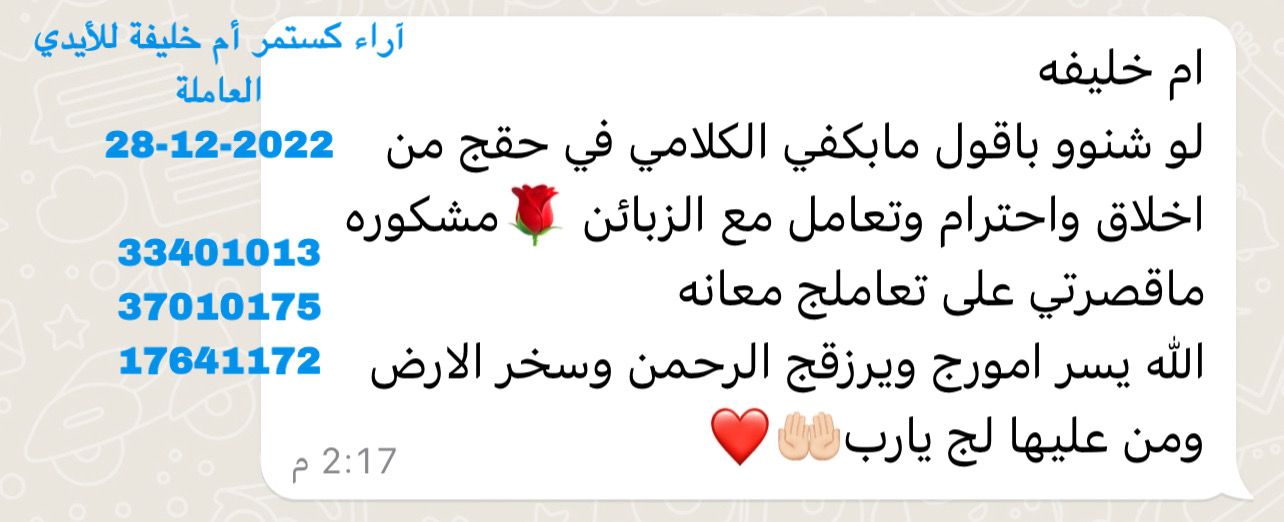 آراء كستمر أم خليفة للأيدي
العاملة
28-12-2022
33401013
37010175
17641172
ام خليفه
لو شنوو باقول مابكفي الكلامي في حقج من
اخلاق واحترام وتعامل مع الزبائن 🌹مشكوره
ماقصرتي على تعاملج معانه
الله يسر امورج ويرزقج الرحمن وسخر الارض
ومن عليها لج يارب🤲🏻❤️
2:17 م